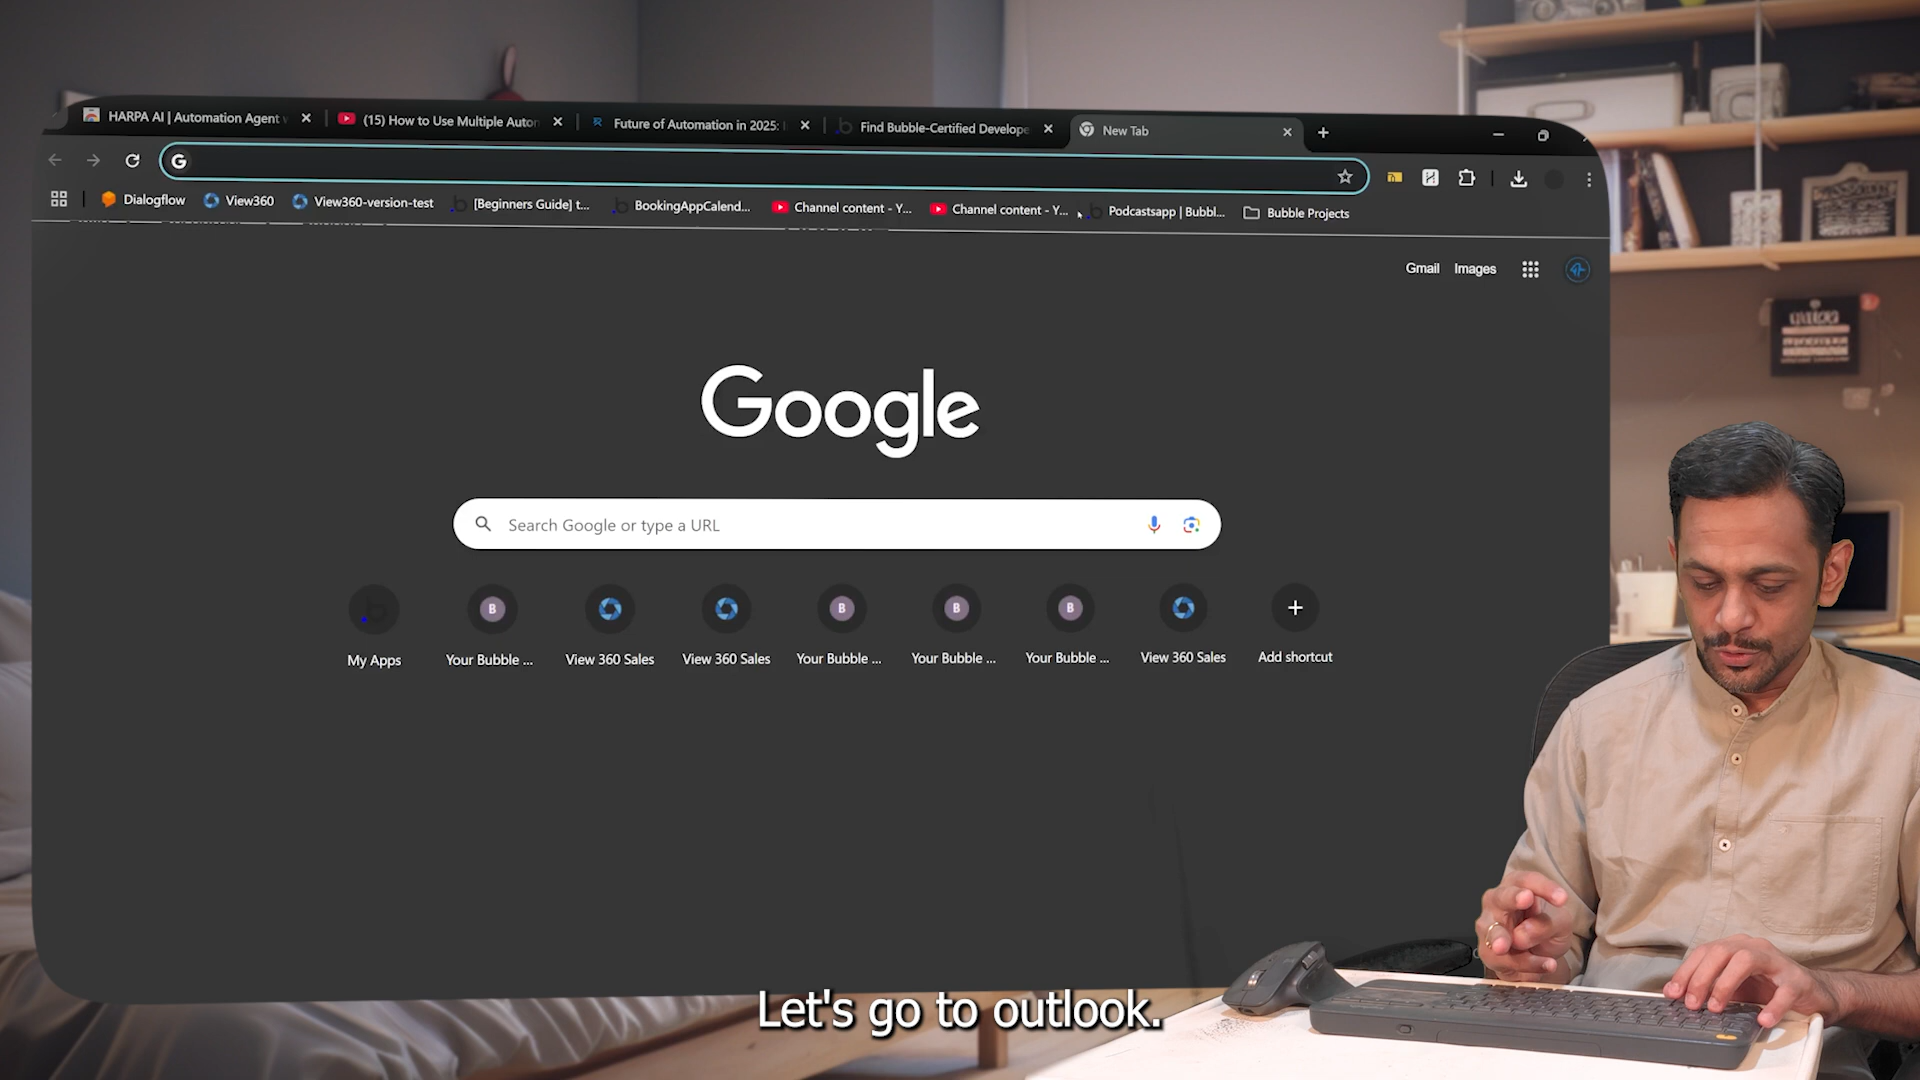 HARPA AI | Automation Agent
(15) How to Use Multiple Auton
Future of Automation in 2025:
Find Bubble-Certified Develope
New Tab
G
Dialogflow
View360
View360-version-test
[Beginners Guide] t...
BookingAppCalend...
Channel content - Y...
Channel content - Y...
Podcastsapp | Bubbl...
Bubble Projects
Gmail
Images
Google
Search Google or type a URL
b
B
B
B
B
My Apps
Your Bubble ...
View 360 Sales
View 360 Sales
Your Bubble ...
Your Bubble ...
Your Bubble ...
View 360 Sales
Add shortcut
Let's go to outlook.